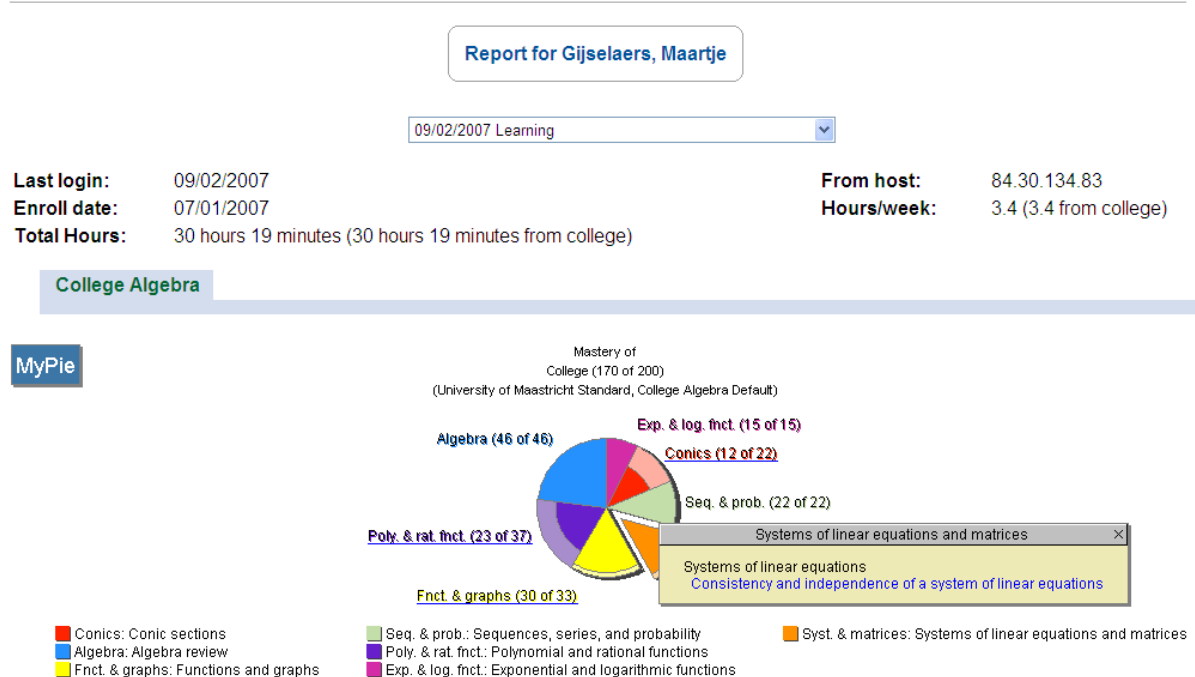 Report for Gijselaers, Maartje
09/02/2007 Learning
Last login: 09/02/2007 From host: 84.30.134.83
Enroll date: 07/01/2007 Hours/week: 3.4 (3.4 from college)
Total Hours: 30 hours 19 minutes (30 hours 19 minutes from college)
College Algebra
MyPie
Mastery of
College (170 of 200)
(University of Maastricht Standard, College Algebra Default)
Exp. & log. fnct. (15 of 15)
Algebra (46 of 46)
Conics (12 of 22)
Seq. & prob. (22 of 22)
Poly. & rat. fnct. (23 of 37)
Systems of linear equations and matrices ×
Systems of linear equations
Consistency and independence of a system of linear equations
Fnct. & graphs (30 of 33)
Conics: Conic sections Seq. & prob.: Sequences, series, and probability Syst. & matrices: Systems of linear equations and matrices
Algebra: Algebra review Poly. & rat. fnct.: Polynomial and rational functions
Fnct. & graphs: Functions and graphs Exp. & log. fnct.: Exponential and logarithmic functions